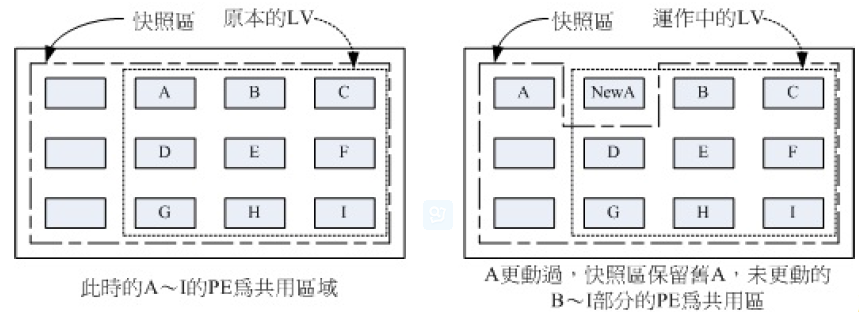 快照區 原本的LV
A B C
D E F
G H I
此時的A～I的PE為共用區域
快照區 運作中的LV
A NewA B C
D E F
G H I
A更動過，快照區保留舊A，未更動的
B～I部分的PE為共用區